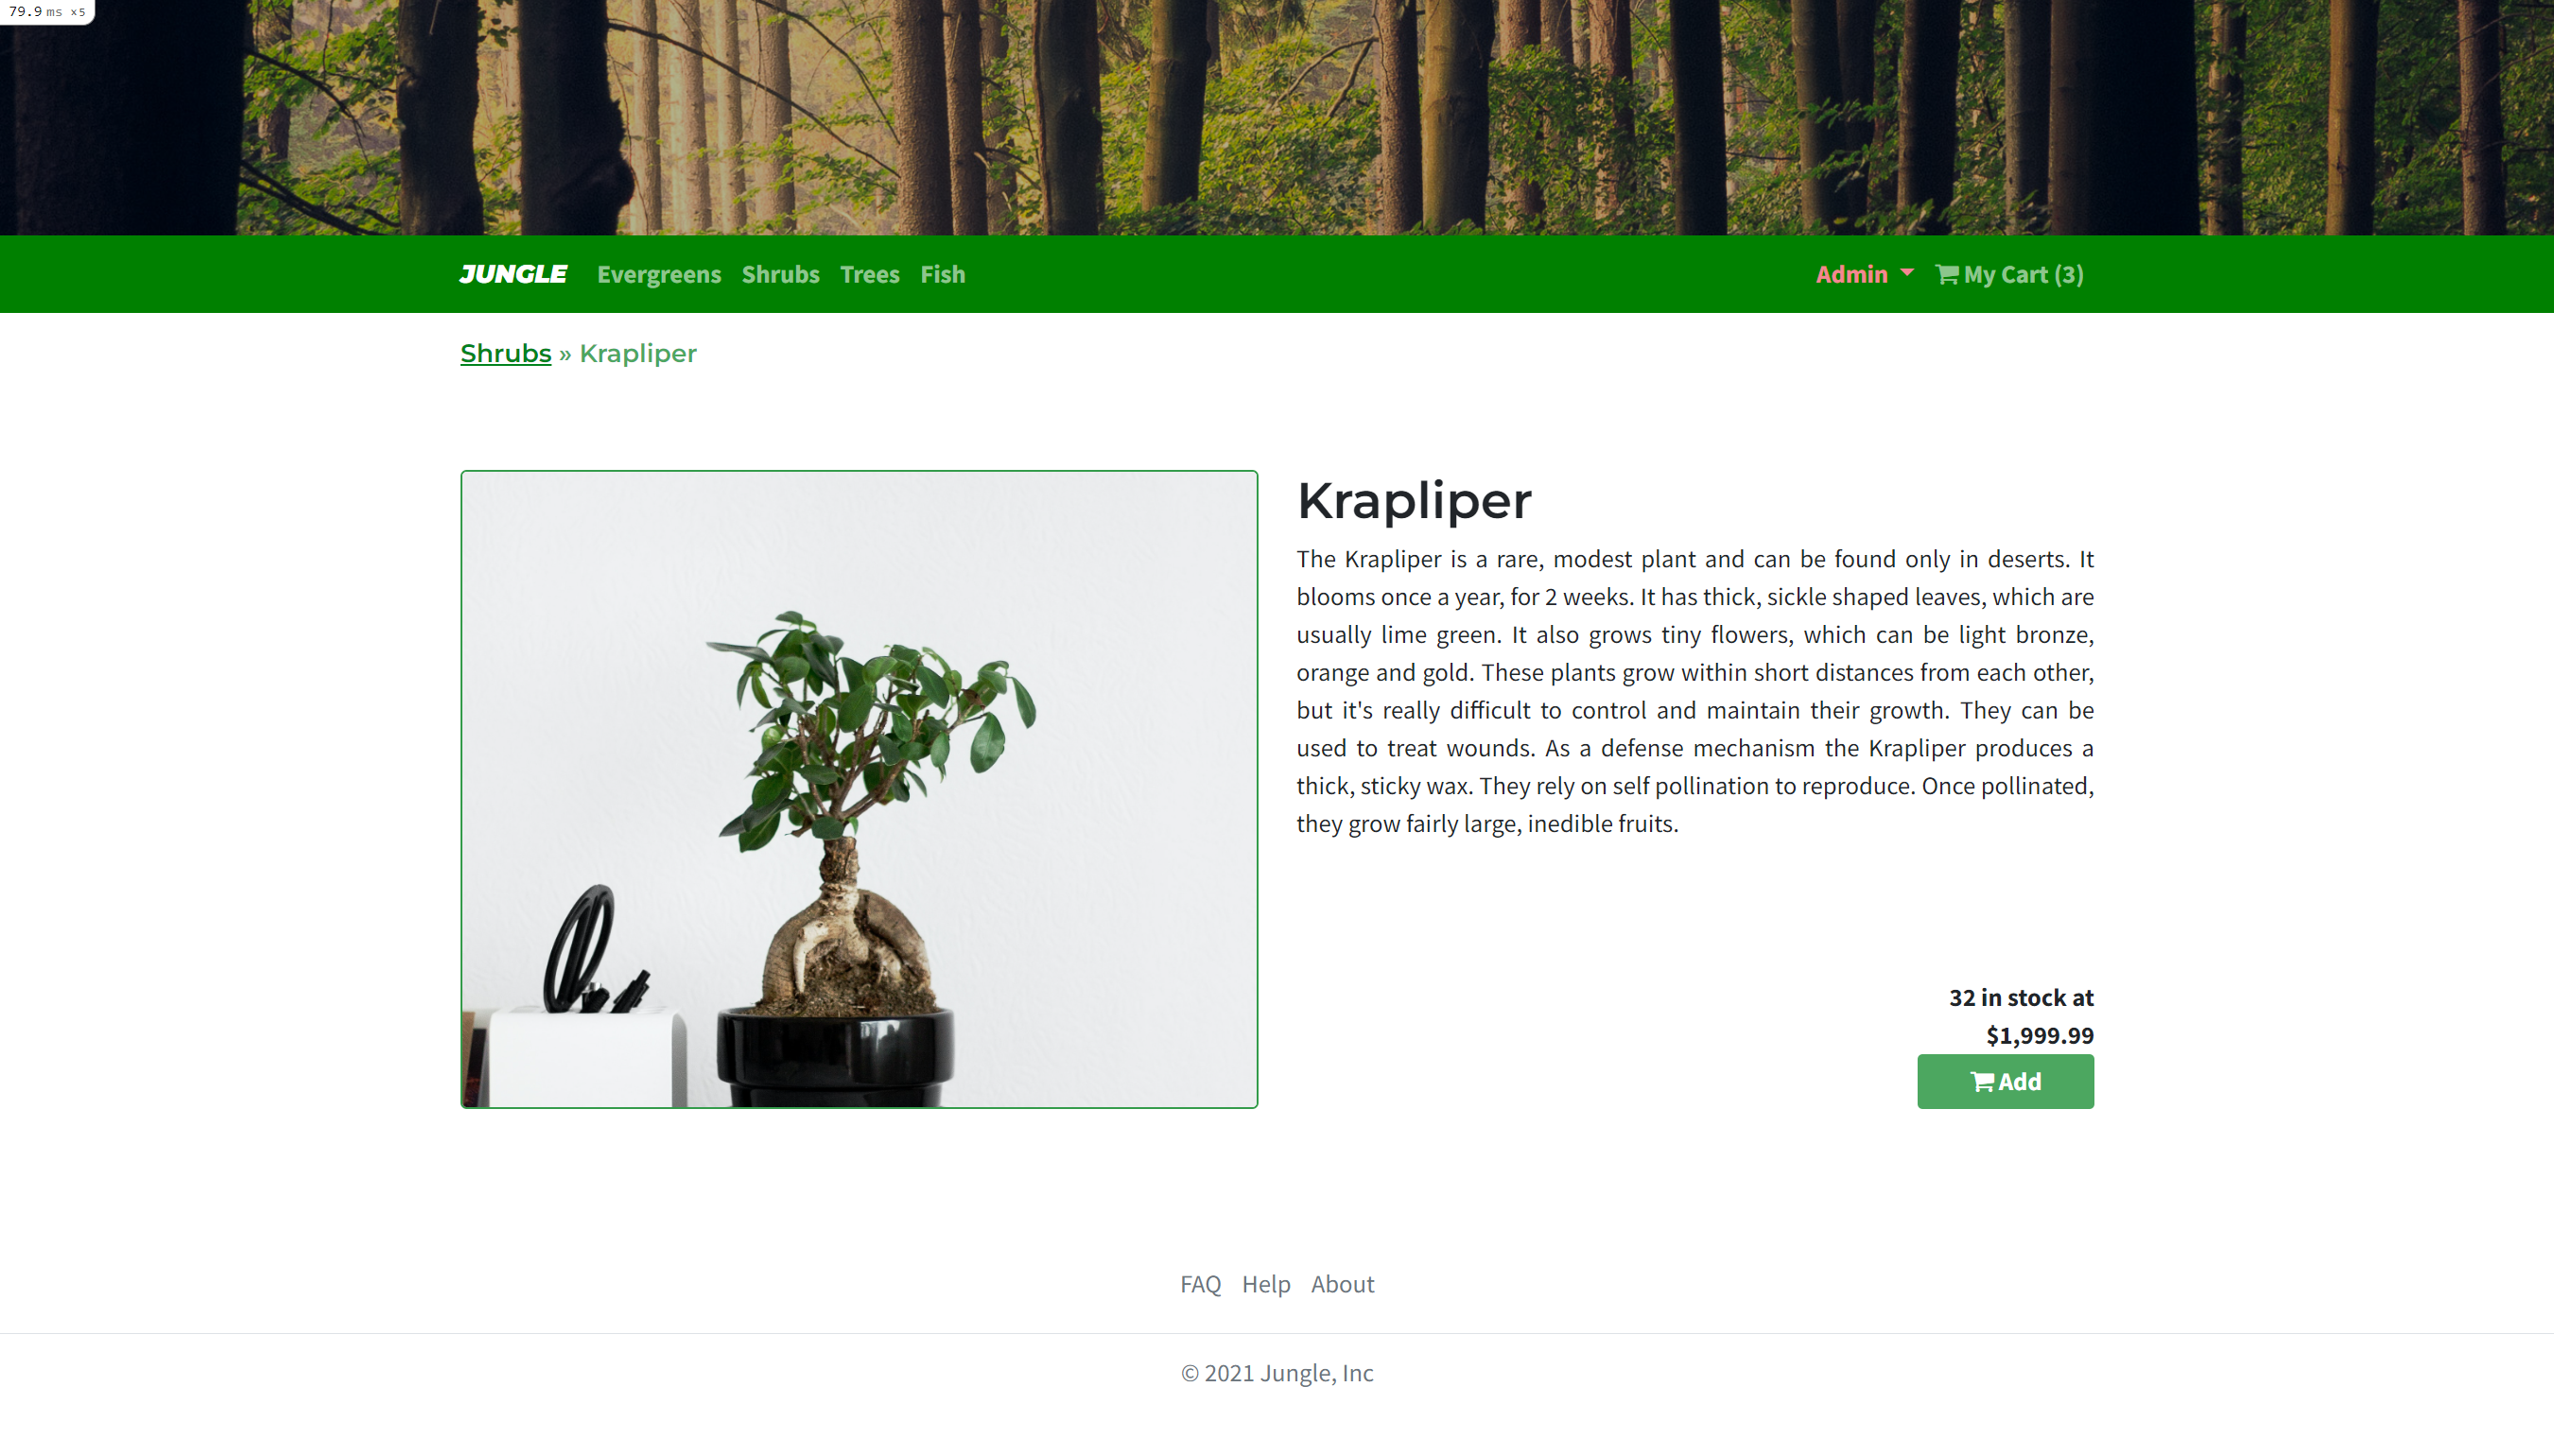 79.9 ms ×5
JUNGLE Evergreens Shrubs Trees Fish Admin My Cart (3)
Shrubs » Krapliper
Krapliper
The Krapliper is a rare, modest plant and can be found only in deserts. It
blooms once a year, for 2 weeks. It has thick, sickle shaped leaves, which are
usually lime green. It also grows tiny flowers, which can be light bronze,
orange and gold. These plants grow within short distances from each other,
but it's really difficult to control and maintain their growth. They can be
used to treat wounds. As a defense mechanism the Krapliper produces a
thick, sticky wax. They rely on self pollination to reproduce. Once pollinated,
they grow fairly large, inedible fruits.
32 in stock at
$1,999.99
Add
FAQ Help About
© 2021 Jungle, Inc